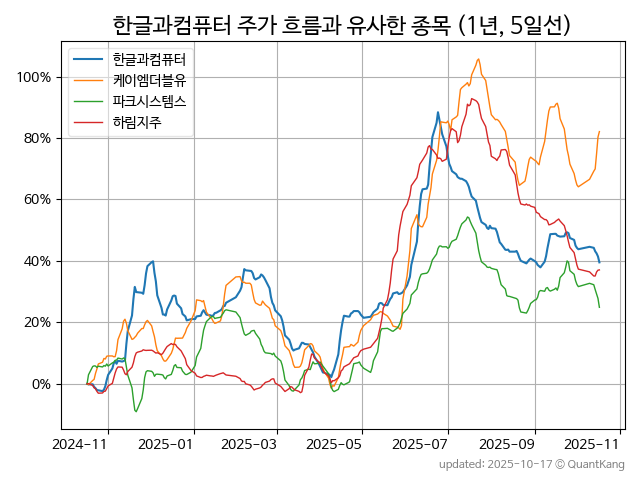 한글과컴퓨터 주가 흐름과 유사한 종목 (1년, 5일선)
한글과컴퓨터
케이엠더블유
파크시스템스
하림지주
100%
80%
60%
40%
20%
0%
2024-11 2025-01 2025-03 2025-05 2025-07 2025-09 2025-11
updated: 2025-10-17 © QuantKang